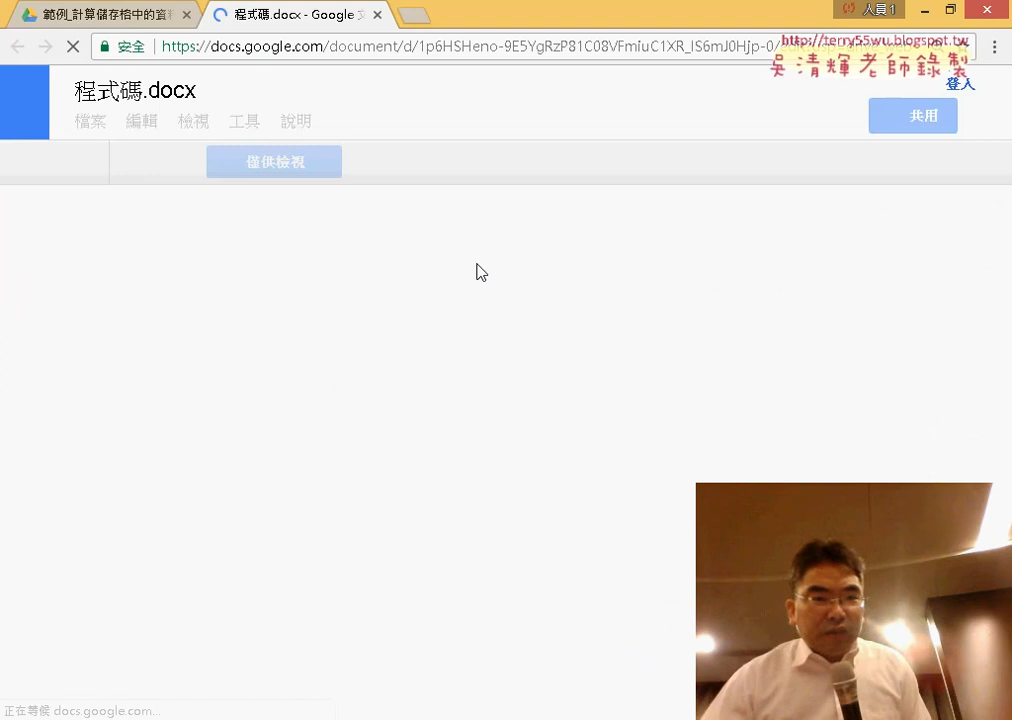 範例_計算儲存格中的資料
程式碼.docx - Google 文
人員 1
安全
https://docs.google.com/document/d/1p6HSHeno-9E5YgRzP81C08VFmiuC1XR_lS6mJ0Hjp-0/
http://terry55wu.blogspot.tw
吳清輝老師錄製
程式碼.docx
登入
檔案 編輯 檢視 工具 說明
共用
僅供檢視
正在等候 docs.google.com...